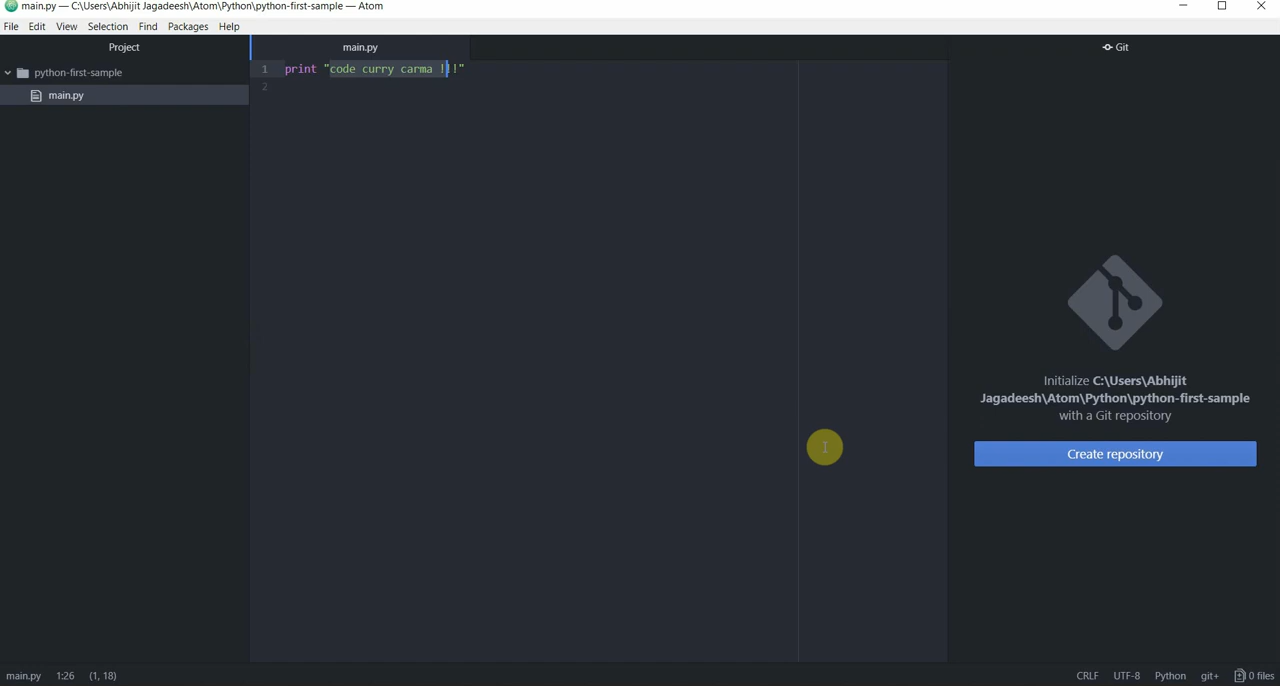 main.py — C:\Users\Abhijit Jagadeesh\Atom\Python\python-first-sample — Atom
File Edit View Selection Find Packages Help
Project
python-first-sample
main.py
main.py
1 print "code curry carma !!!"
2
Git
Initialize C:\Users\Abhijit
Jagadeesh\Atom\Python\python-first-sample
with a Git repository
Create repository
main.py 1:26 (1, 18)
CRLF UTF-8 Python git+ 0 files